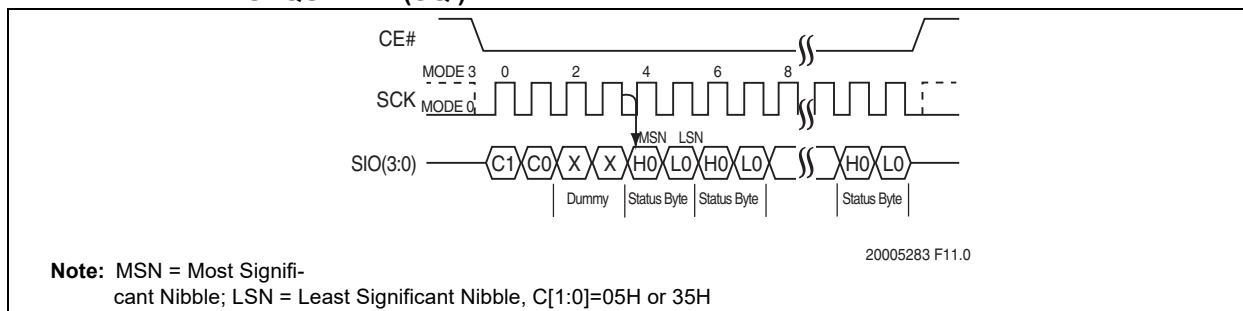 CE#
MODE 3 0 2 4 6 8
SCK MODE 0
MSN LSN
SIO(3:0) C1 C0 X X H0 L0 H0 L0 H0 L0
Dummy Status Byte Status Byte Status Byte
20005283 F11.0
Note: MSN = Most Signifi-
cant Nibble; LSN = Least Significant Nibble, C[1:0]=05H or 35H